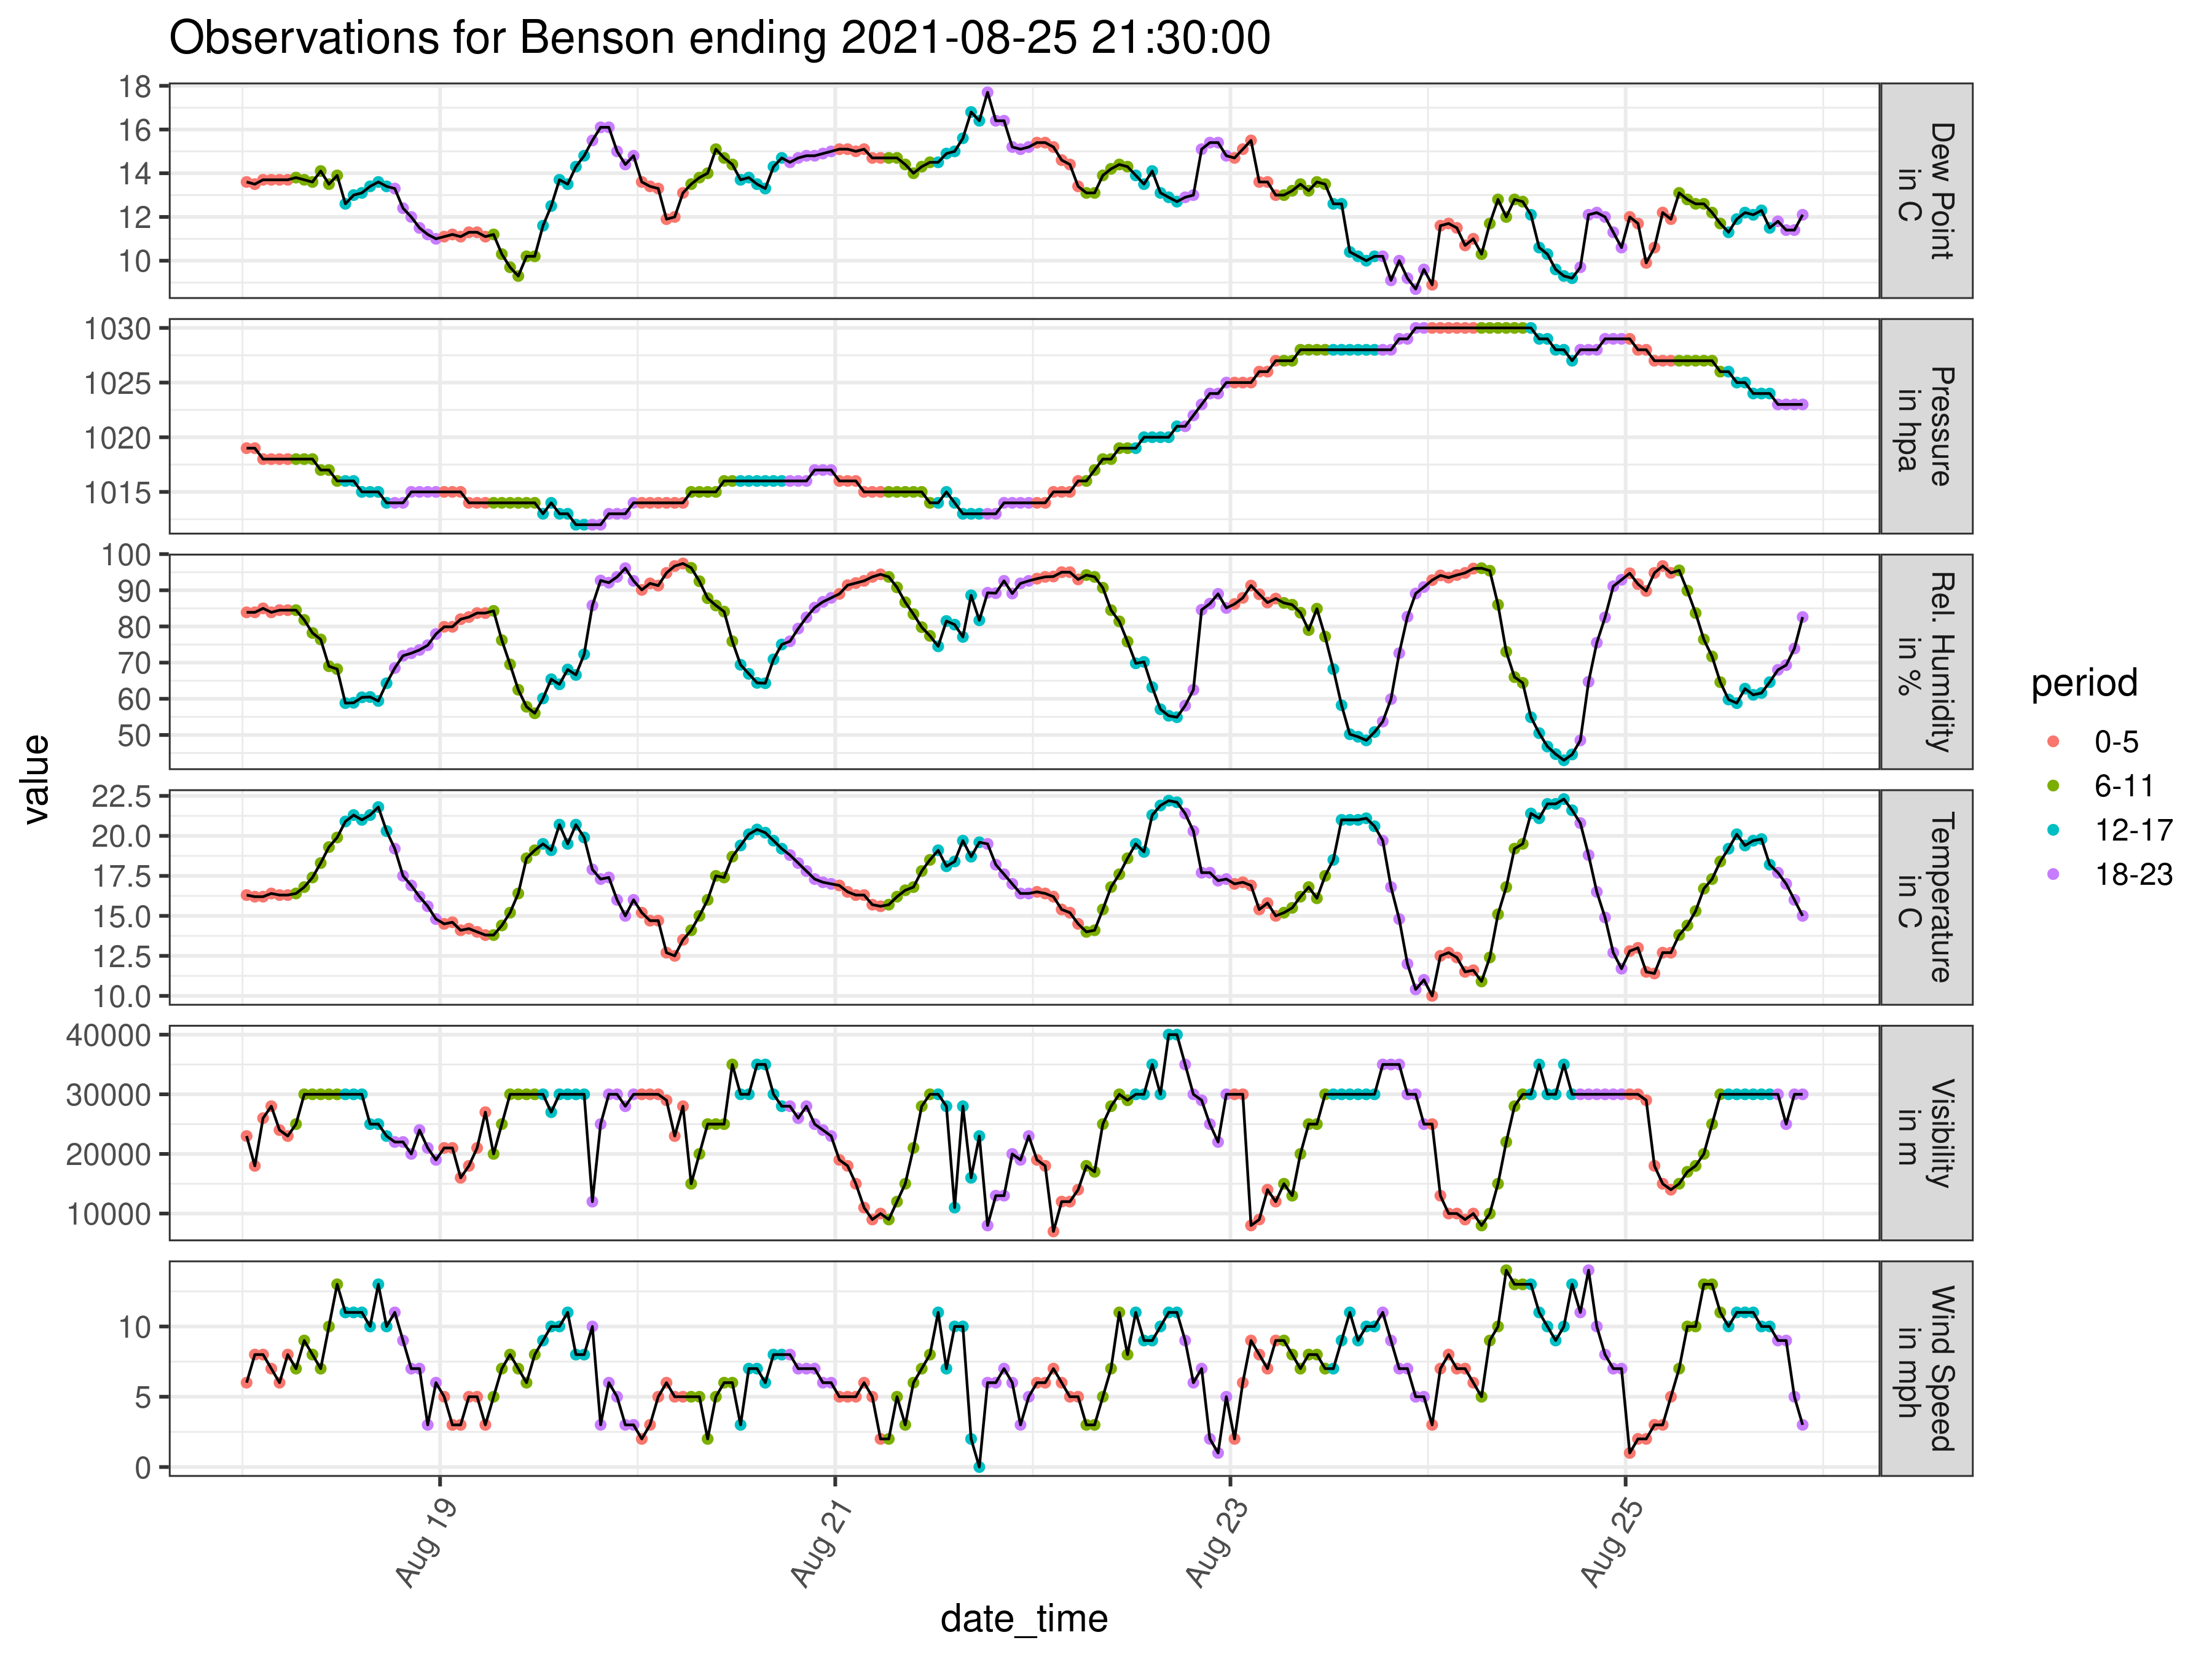 Observations for Benson ending 2021-08-25 21:30:00
value
18
16
14
12
10
Dew Point
in C
1030
1025
1020
1015
Pressure
in hpa
100
90
80
70
60
50
Rel. Humidity
in %
22.5
20.0
17.5
15.0
12.5
10.0
Temperature
in C
40000
30000
20000
10000
Visibility
in m
10
5
0
Wind Speed
in mph
Aug 19
Aug 21
Aug 23
Aug 25
date_time
period
0-5
6-11
12-17
18-23